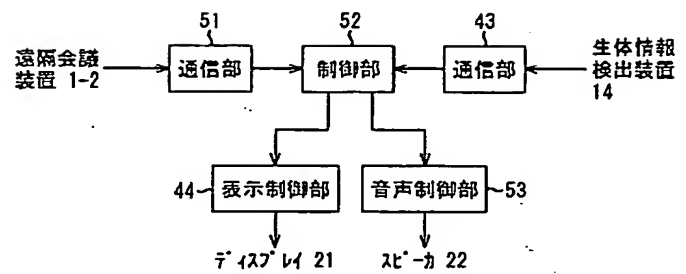 51
52
43
遠隔会議
装置 1-2
通信部
制御部
通信部
生体情報
検出装置
14
44
表示制御部
音声制御部
53
ディスプレイ 21
スピーカ 22